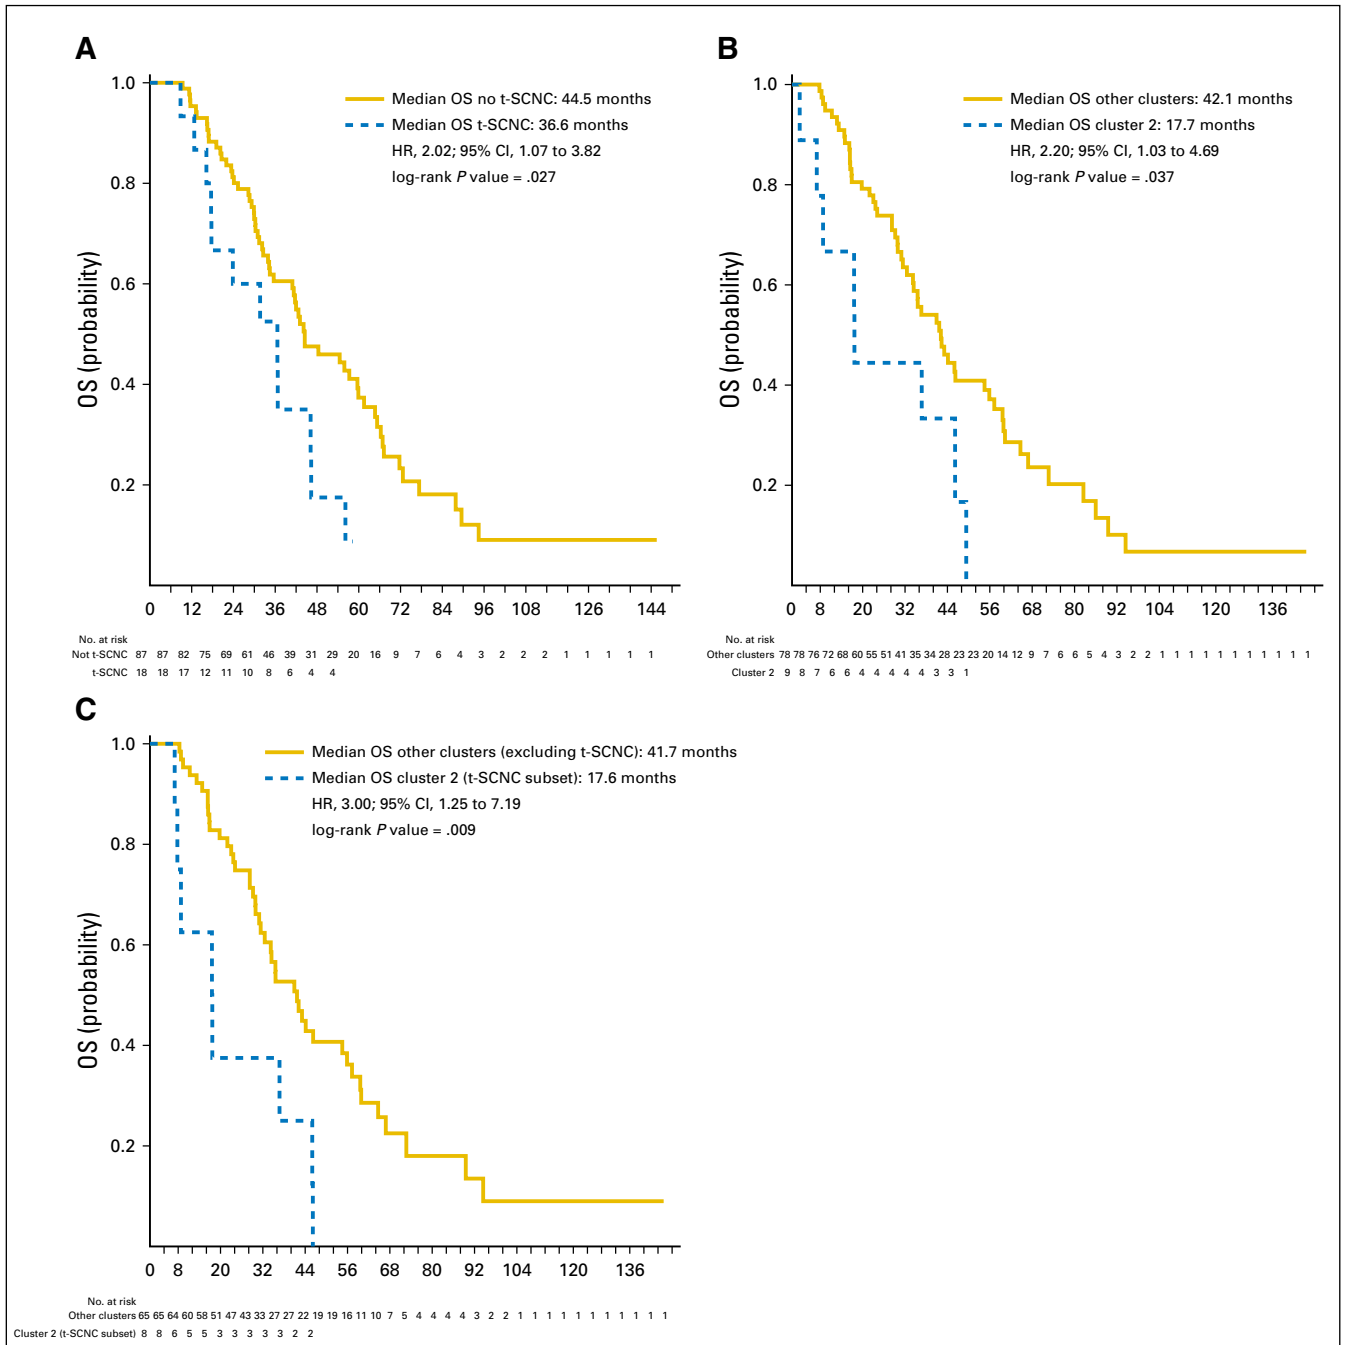 A
Median OS no t-SCNC: 44.5 months
Median OS t-SCNC: 36.6 months
HR, 2.02; 95% CI, 1.07 to 3.82
log-rank P value = .027
OS (probability)
1.0
0.8
0.6
0.4
0.2
0 12 24 36 48 60 72 84 96 108 126 144
No. at risk
Not t-SCNC 87 87 82 75 69 61 46 39 31 29 20 16 9 7 6 4 3 2 2 2 1 1 1 1
t-SCNC 18 18 17 12 11 10 8 6 4 4
B
Median OS other clusters: 42.1 months
Median OS cluster 2: 17.7 months
HR, 2.20; 95% CI, 1.03 to 4.69
log-rank P value = .037
OS (probability)
1.0
0.8
0.6
0.4
0.2
0 8 20 32 44 56 68 80 92 104 120 136
No. at risk
Other clusters 78 78 76 72 68 60 55 51 41 35 34 28 23 23 20 14 12 9 7 6 6 5 4 3 2 2 1 1 1 1 1 1 1 1 1 1 1
Cluster 2 9 8 7 6 6 4 4 4 4 4 3 3 1
C
Median OS other clusters (excluding t-SCNC): 41.7 months
Median OS cluster 2 (t-SCNC subset): 17.6 months
HR, 3.00; 95% CI, 1.25 to 7.19
log-rank P value = .009
OS (probability)
1.0
0.8
0.6
0.4
0.2
0 8 20 32 44 56 68 80 92 104 120 136
No. at risk
Other clusters 65 65 64 60 58 51 47 43 33 27 27 22 19 19 16 11 10 7 5 4 4 4 4 3 2 2 1 1 1 1 1 1 1 1 1 1 1
Cluster 2 (t-SCNC subset) 8 8 6 5 5 3 3 3 3 3 2 2